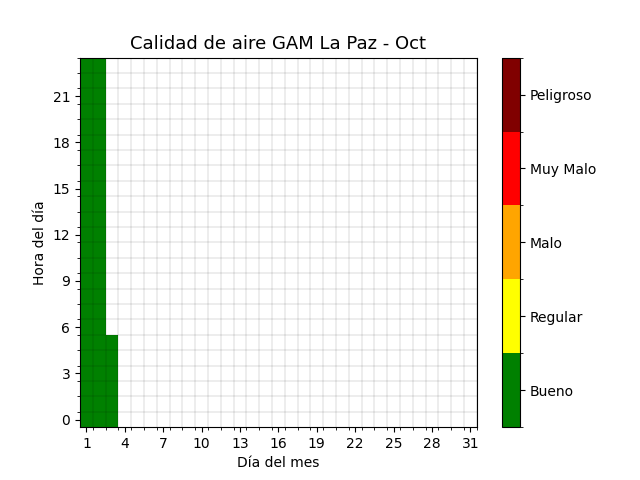 Calidad de aire GAM La Paz - Oct
Hora del día
21
18
15
12
9
6
3
0
1 4 7 10 13 16 19 22 25 28 31
Día del mes
Peligroso
Muy Malo
Malo
Regular
Bueno